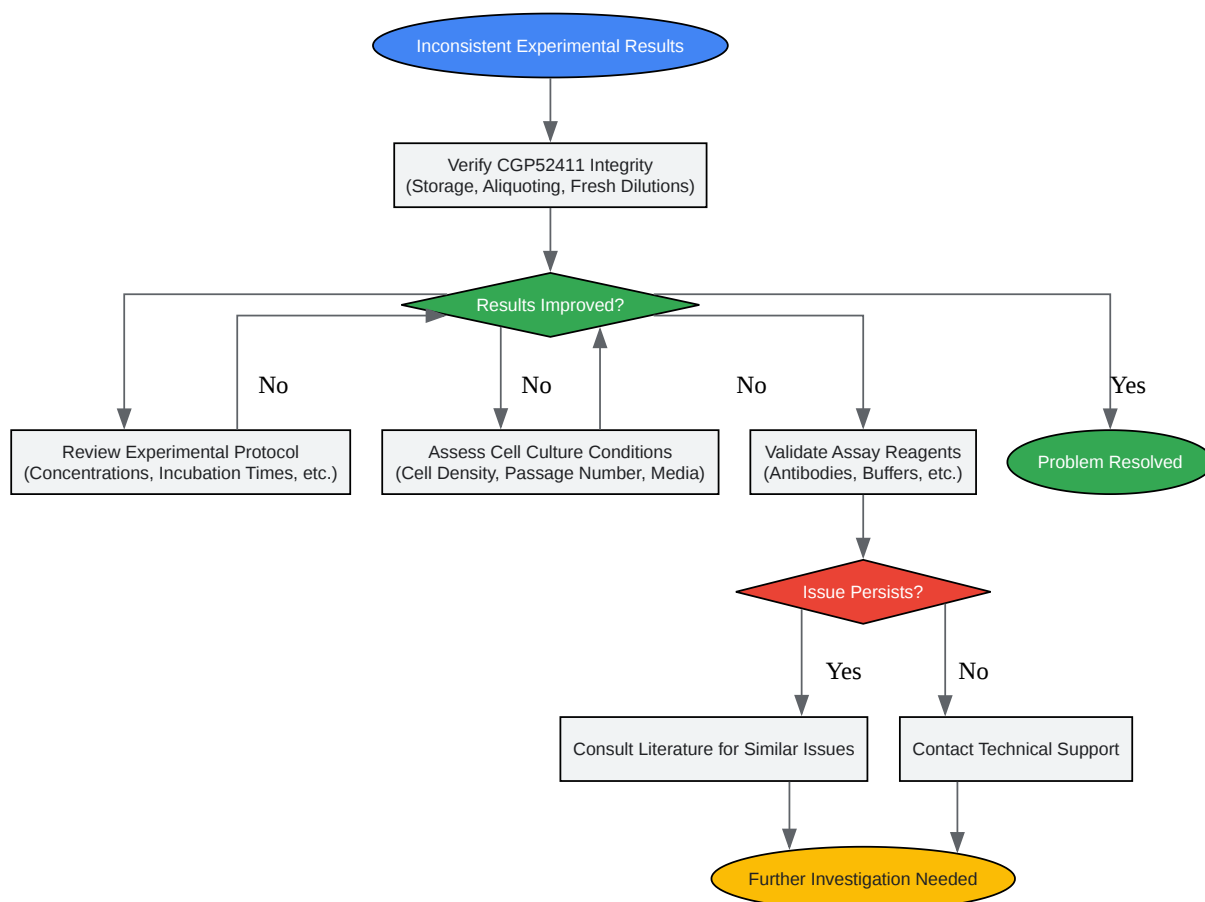 Inconsistent Experimental Results
Verify CGP52411 Integrity
(Storage, Aliquoting, Fresh Dilutions)
Results Improved?
No
No
No
Yes
Review Experimental Protocol
(Concentrations, Incubation Times, etc.)
Assess Cell Culture Conditions
(Cell Density, Passage Number, Media)
Validate Assay Reagents
(Antibodies, Buffers, etc.)
Problem Resolved
Issue Persists?
Yes
No
Consult Literature for Similar Issues
Contact Technical Support
Further Investigation Needed